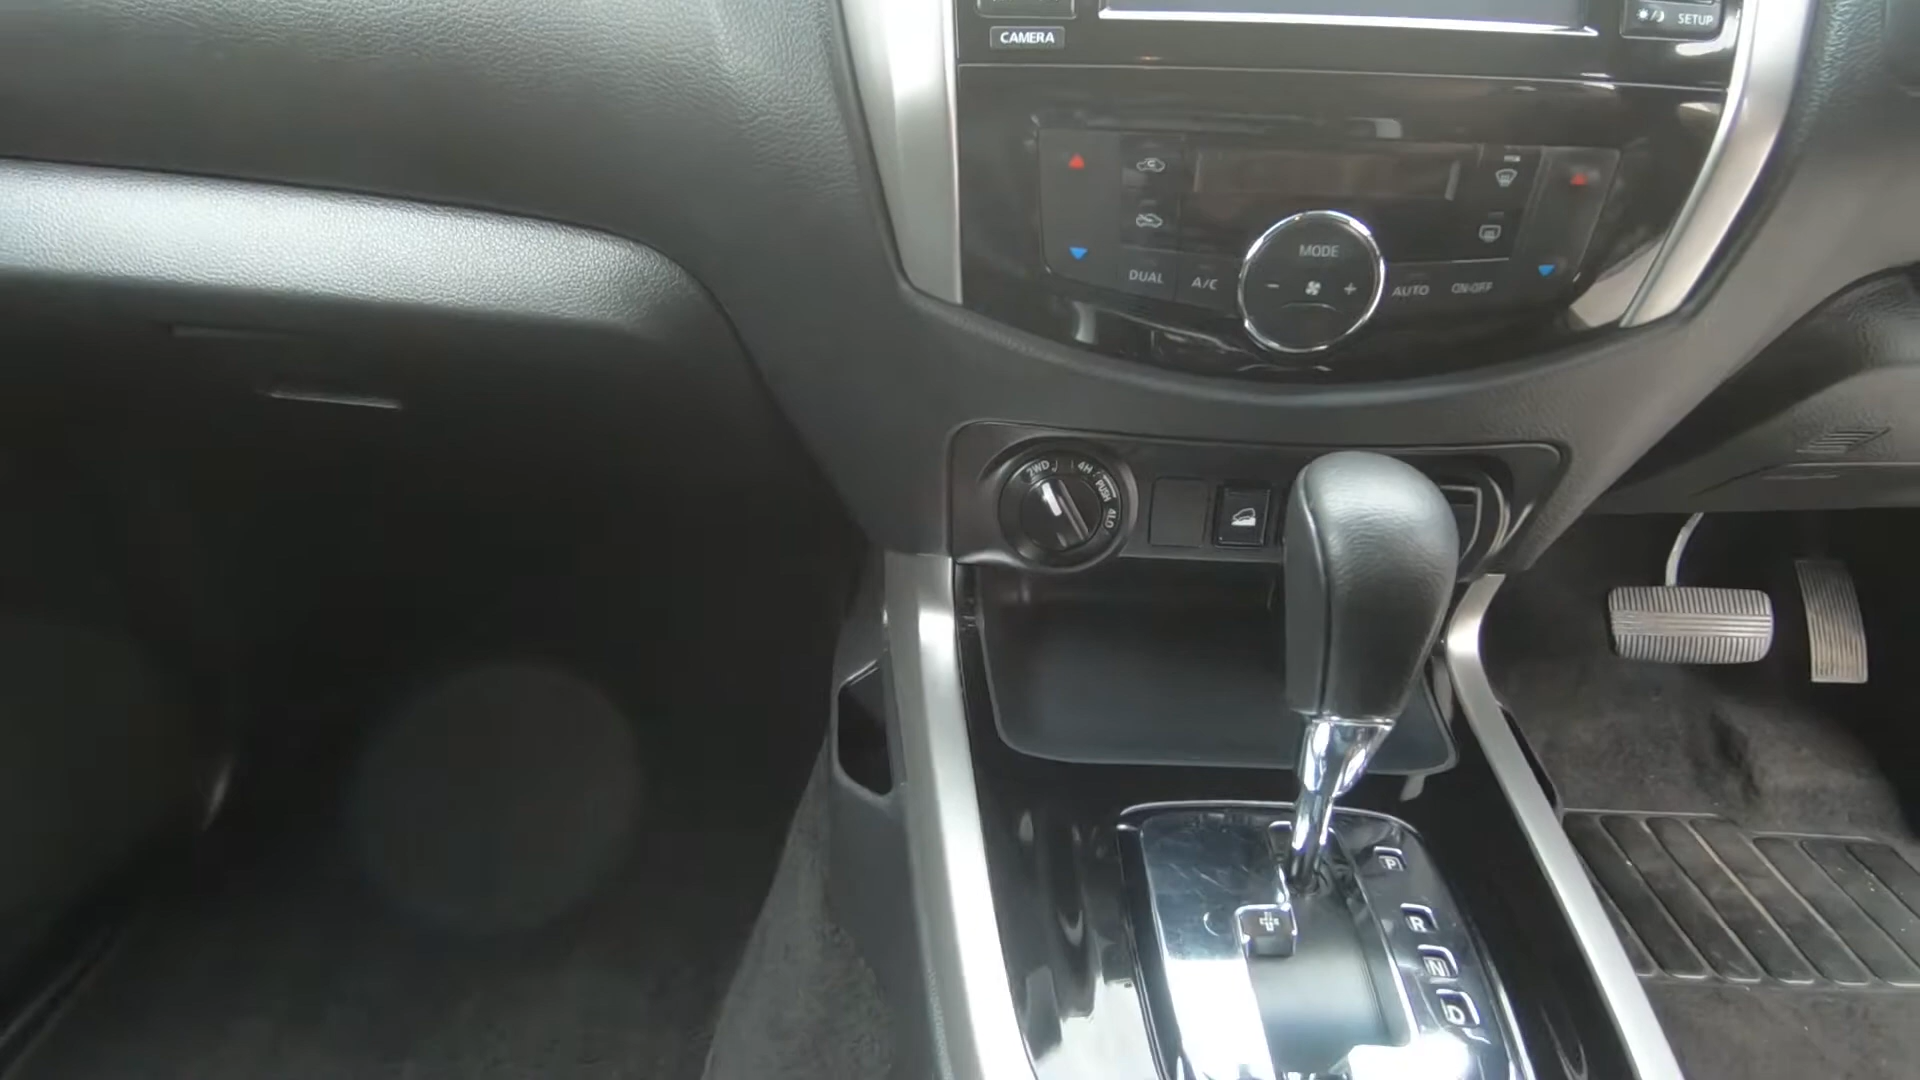 CAMERA
SETUP
MODE
DUAL
A/C
- +
AUTO
ON·OFF
2WD
4H
PUSH
4LO
P
+
R
N
D